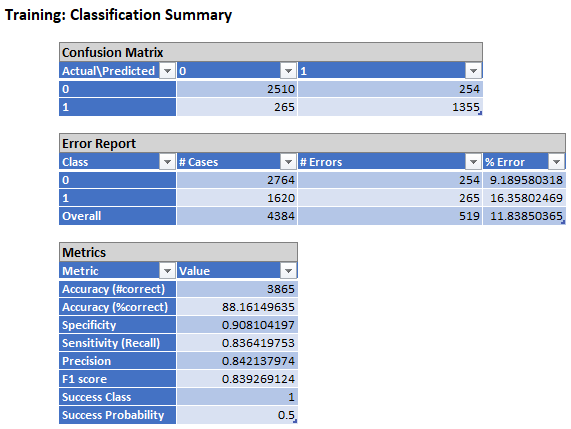 Training: Classification Summary
Confusion Matrix
Actual\Predicted 0 1
0 2510 254
1 265 1355
Error Report
Class # Cases # Errors % Error
0 2764 254 9.189580318
1 1620 265 16.35802469
Overall 4384 519 11.83850365
Metrics
Metric Value
Accuracy (#correct) 3865
Accuracy (%correct) 88.16149635
Specificity 0.908104197
Sensitivity (Recall) 0.836419753
Precision 0.842137974
F1 score 0.839269124
Success Class 1
Success Probability 0.5